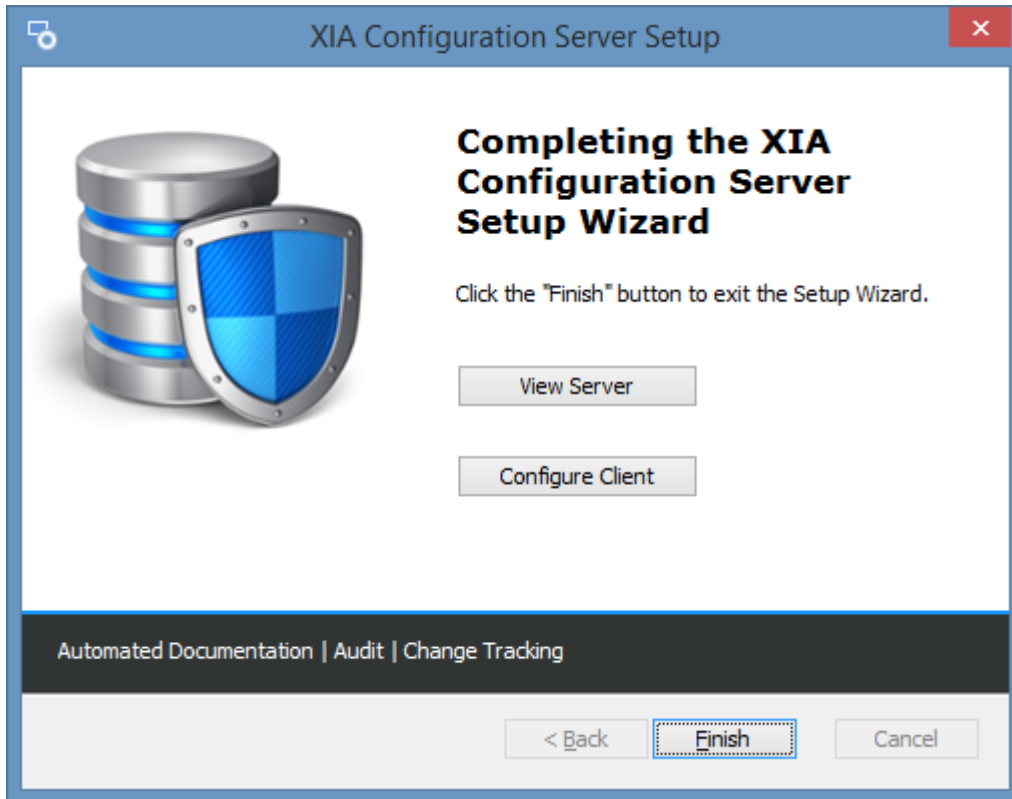 XIA Configuration Server Setup
Completing the XIA
Configuration Server
Setup Wizard
Click the "Finish" button to exit the Setup Wizard.
View Server
Configure Client
Automated Documentation | Audit | Change Tracking
< Back Finish Cancel